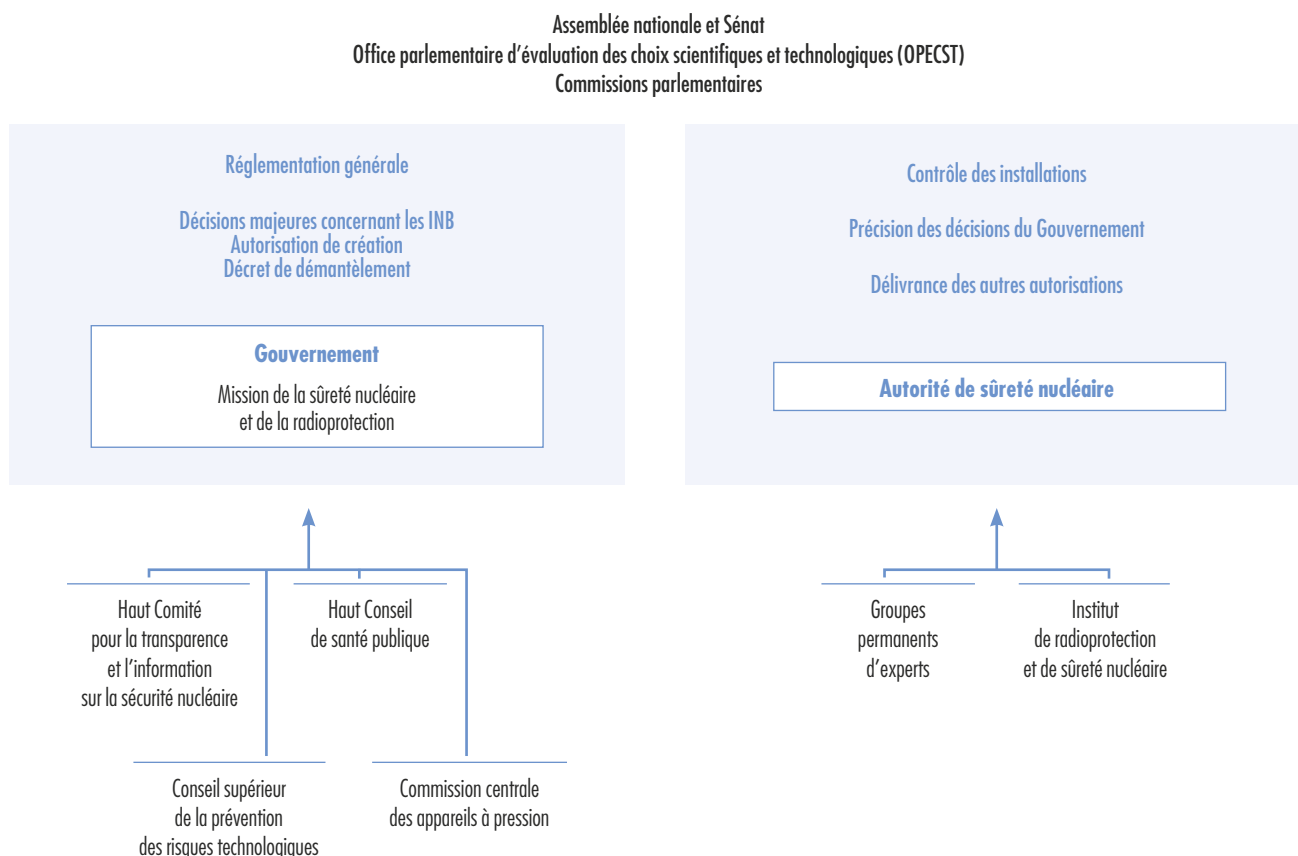 Assemblée nationale et Sénat
Office parlementaire d’évaluation des choix scientifiques et technologiques (OPECST)
Commissions parlementaires
Réglementation générale
Décisions majeures concernant les INB
Autorisation de création
Décret de démantèlement
Gouvernement
Mission de la sûreté nucléaire
et de la radioprotection
Contrôle des installations
Précision des décisions du Gouvernement
Délivrance des autres autorisations
Autorité de sûreté nucléaire
Haut Comité
pour la transparence
et l’information
sur la sécurité nucléaire
Haut Conseil
de santé publique
Conseil supérieur
de la prévention
des risques technologiques
Commission centrale
des appareils à pression
Groupes
permanents
d’experts
Institut
de radioprotection
et de sûreté nucléaire